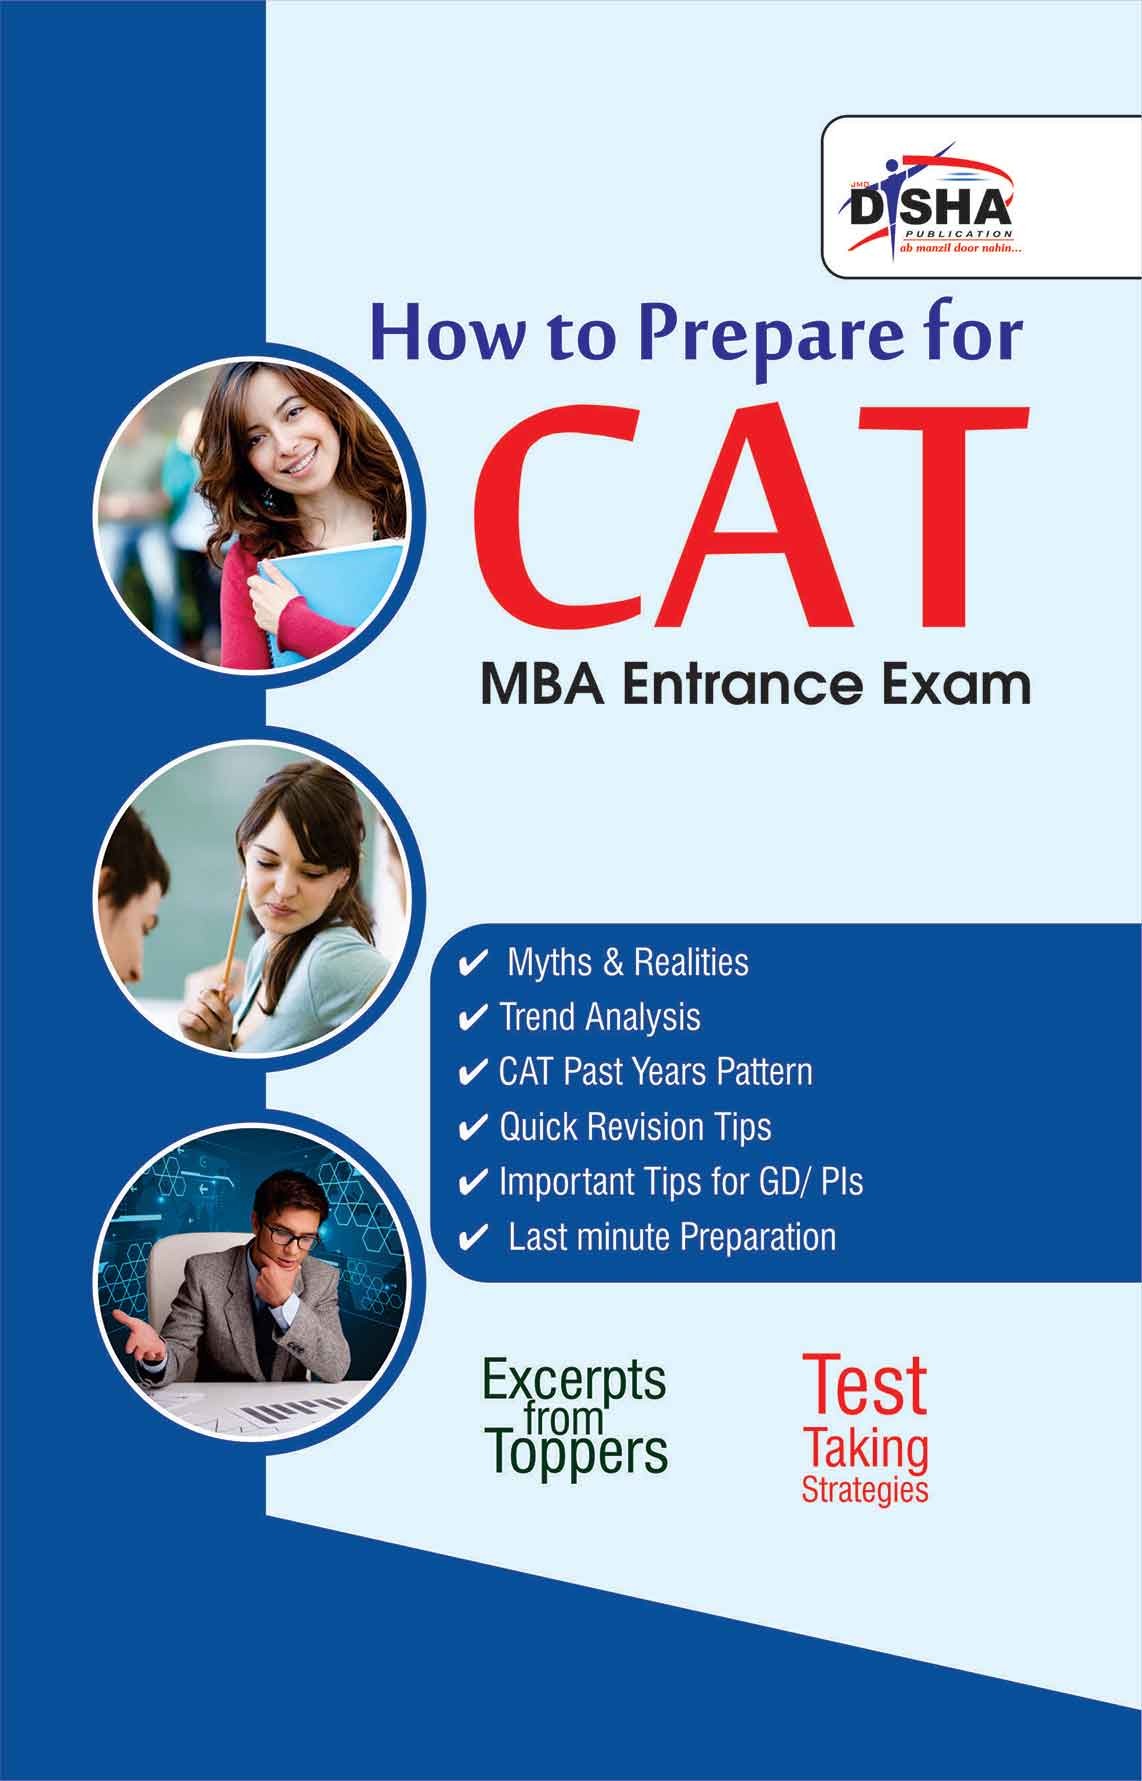 JMD
DISHA
PUBLICATION
ab manzil door nahin...
How to Prepare for
CAT
MBA Entrance Exam
✔ Myths & Realities
✔ Trend Analysis
✔ CAT Past Years Pattern
✔ Quick Revision Tips
✔ Important Tips for GD/ PIs
✔ Last minute Preparation
Excerpts
from
Toppers
Test
Taking
Strategies